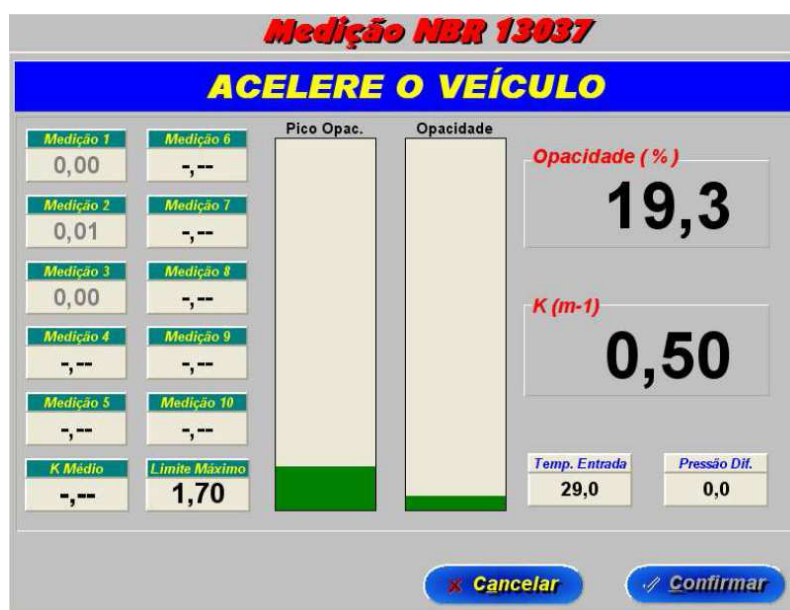 Medição NBR 13037
ACELERE O VEÍCULO
Medição 1
0,00
Medição 2
0,01
Medição 3
0,00
Medição 4
-,--
Medição 5
-,--
K Médio
-,--
Medição 6
-,--
Medição 7
-,--
Medição 8
-,--
Medição 9
-,--
Medição 10
-,--
Limite Máximo
1,70
Pico Opac.
Opacidade
Opacidade ( % )
19,3
K (m-1)
0,50
Temp. Entrada
29,0
Pressão Dif.
0,0
Cancelar
Confirmar